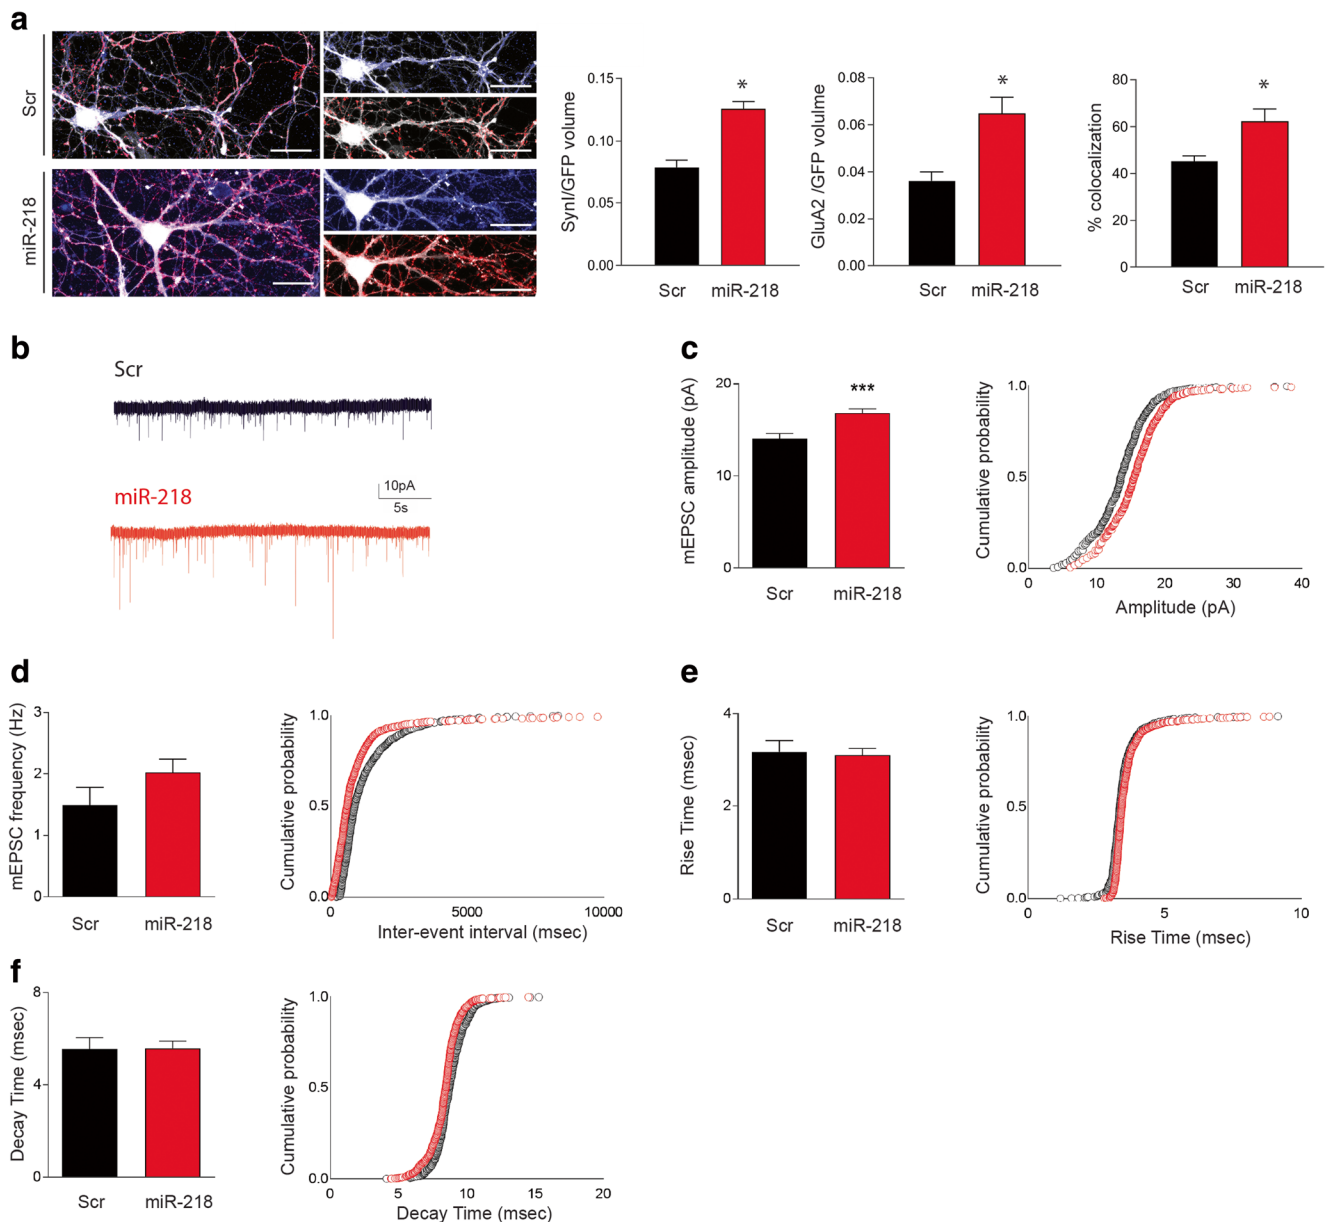 a
Scr
miR-218
SynI/GFP volume
0.15
0.10
0.05
0.00
*
Scr
miR-218
GluA2 /GFP volulme
0.08
0.06
0.04
0.02
0.00
*
Scr
miR-218
% colocalization
80
60
40
20
0
*
Scr
miR-218
b
Scr
miR-218
10pA
5s
c
mEPSC amplitude (pA)
20
10
0
***
Scr
miR-218
Cumulative probability
1.0
0.5
0.0
0 10 20 30 40
Amplitude (pA)
d
mEPSC frequency (Hz)
3
2
1
0
Scr
miR-218
Cumulative probability
1.0
0.5
0.0
0 5000 10000
Inter-event interval (msec)
e
Rise Time (msec)
4
2
0
Scr
miR-218
Cumulative probability
1.0
0.5
0.0
0 5 10
Rise Time (msec)
f
Decay Time (msec)
8
4
0
Scr
miR-218
Cumulative probability
1.0
0.5
0.0
0 5 10 15 20
Decay Time (msec)